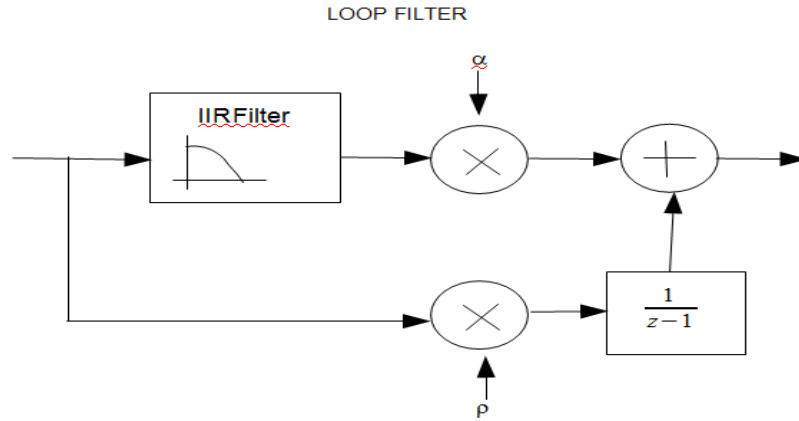 LOOP FILTER
α
IIRFilter
1
z − 1
ρ